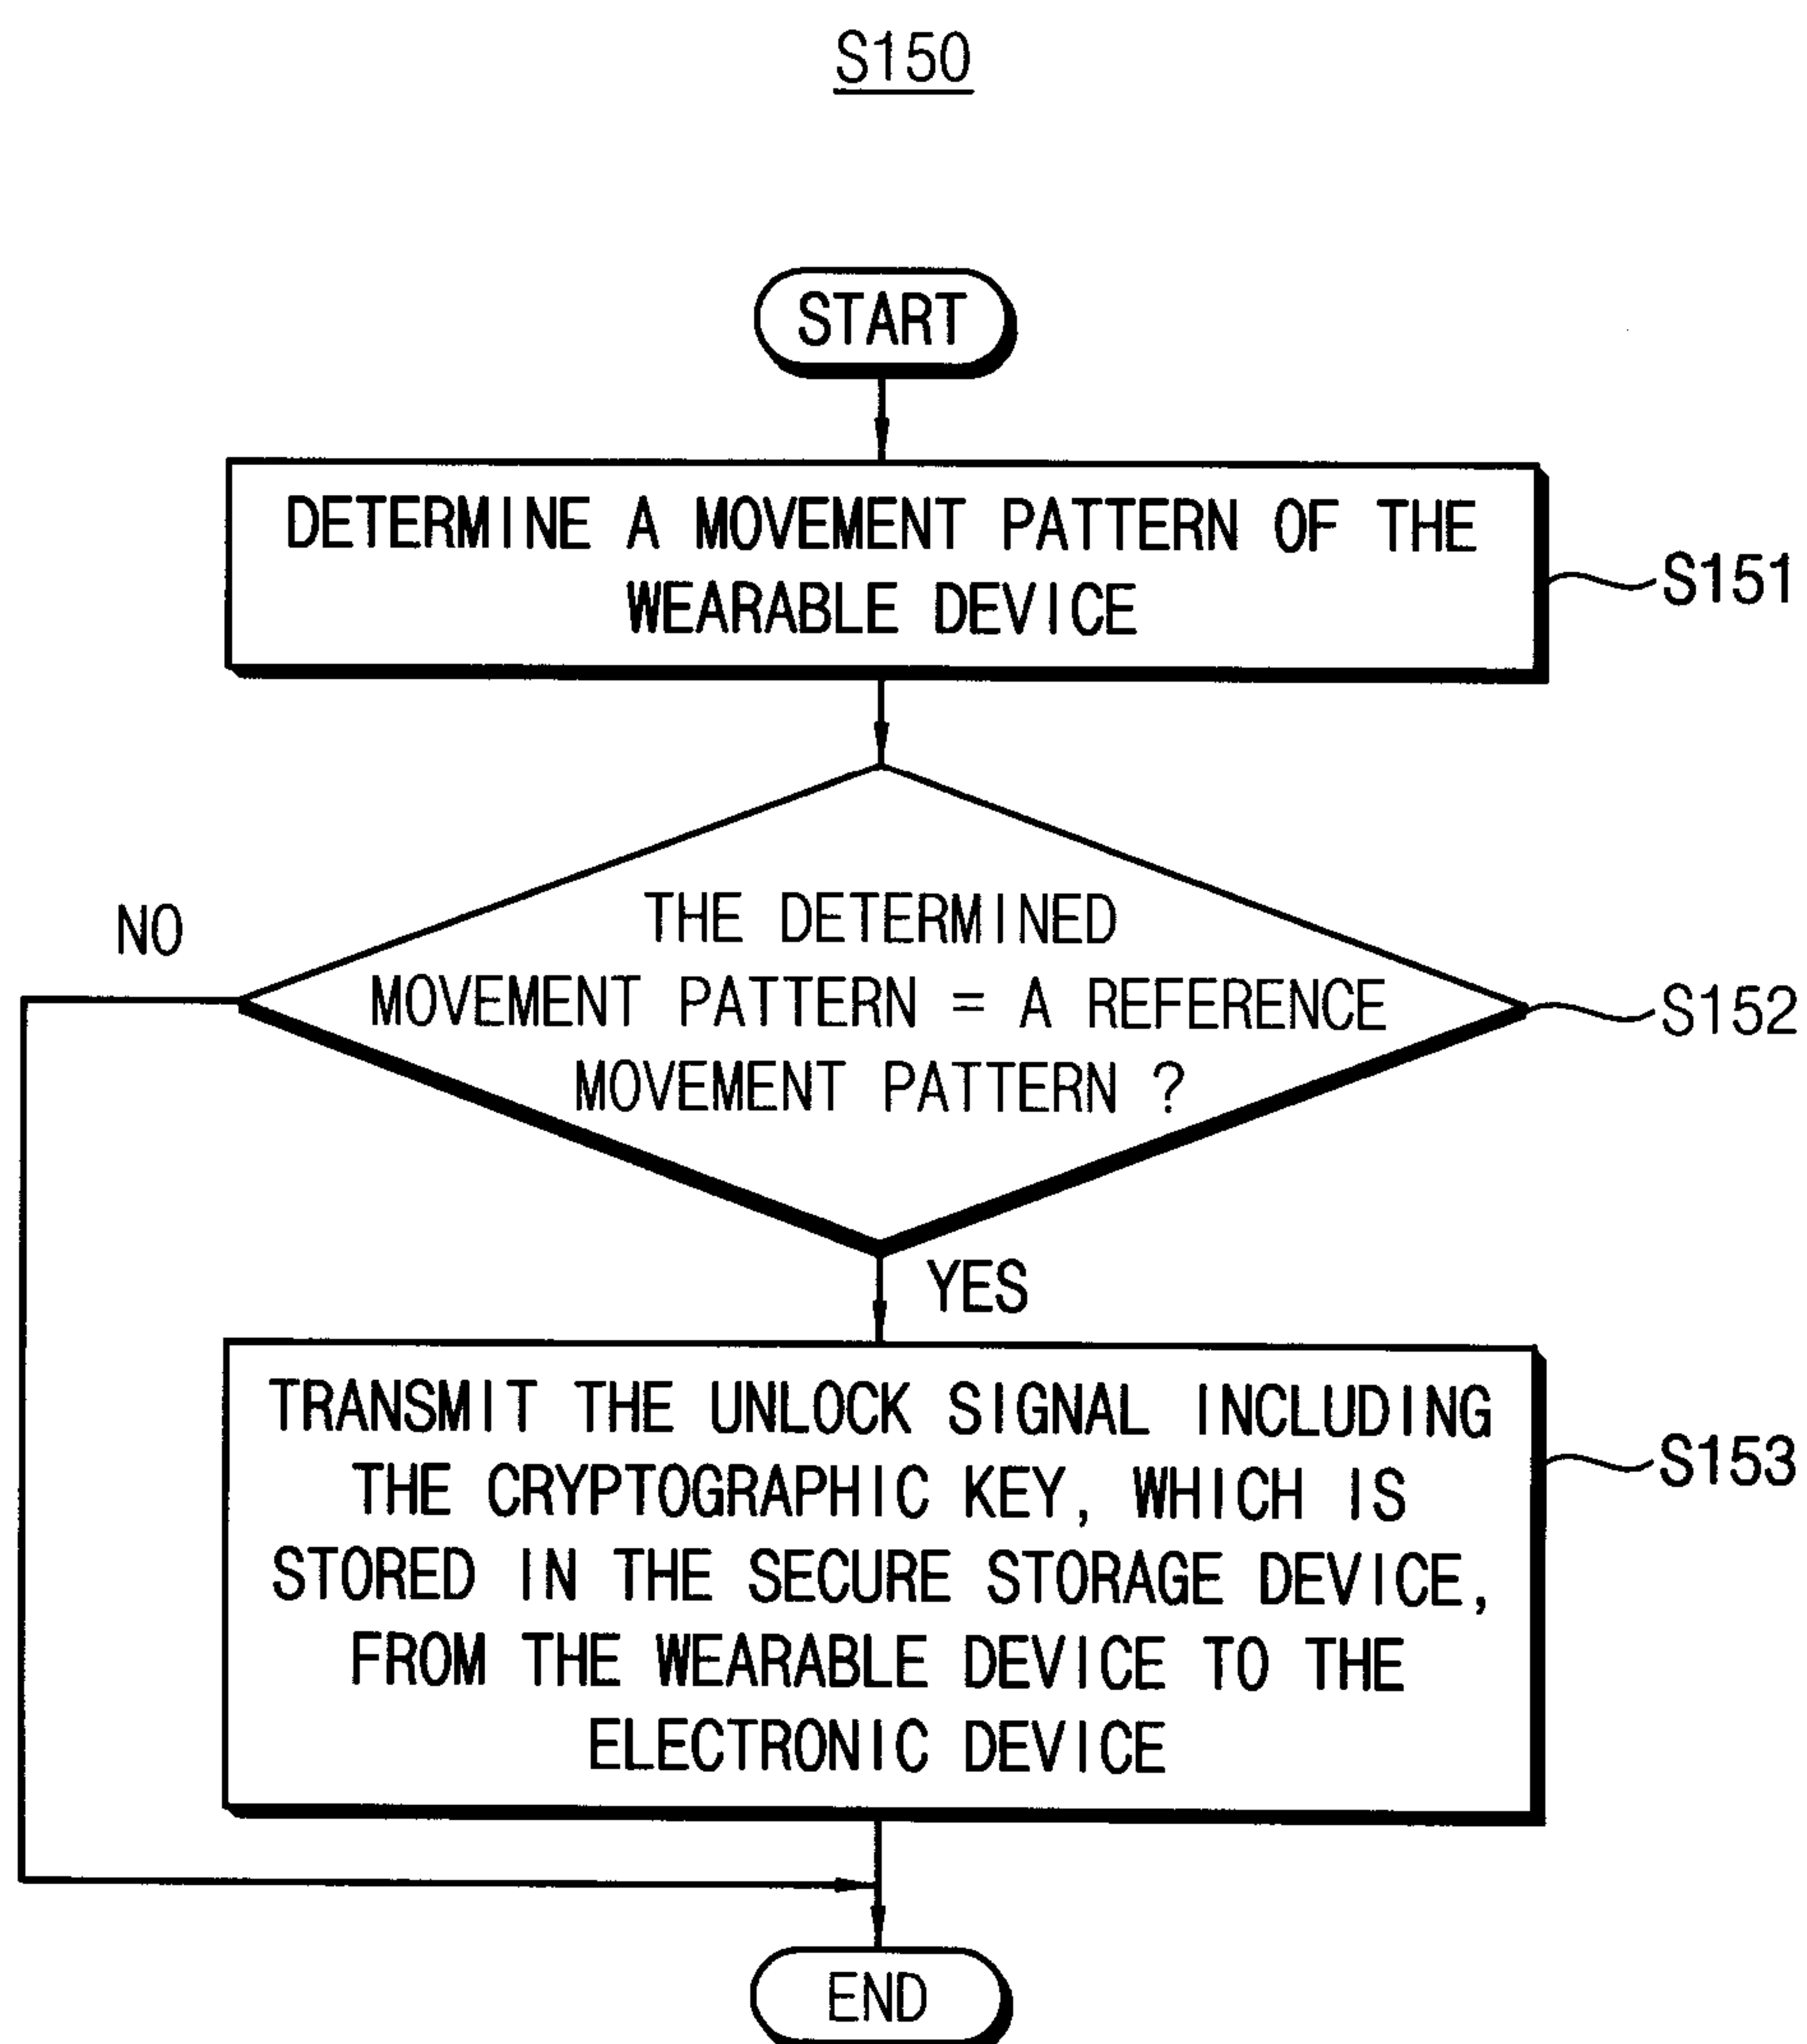 S150
START
DETERMINE A MOVEMENT PATTERN OF THE
WEARABLE DEVICE
S151
NO
THE DETERMINED
MOVEMENT PATTERN = A REFERENCE
MOVEMENT PATTERN ?
S152
YES
TRANSMIT THE UNLOCK SIGNAL INCLUDING
THE CRYPTOGRAPHIC KEY, WHICH IS
STORED IN THE SECURE STORAGE DEVICE,
FROM THE WEARABLE DEVICE TO THE
ELECTRONIC DEVICE
S153
END